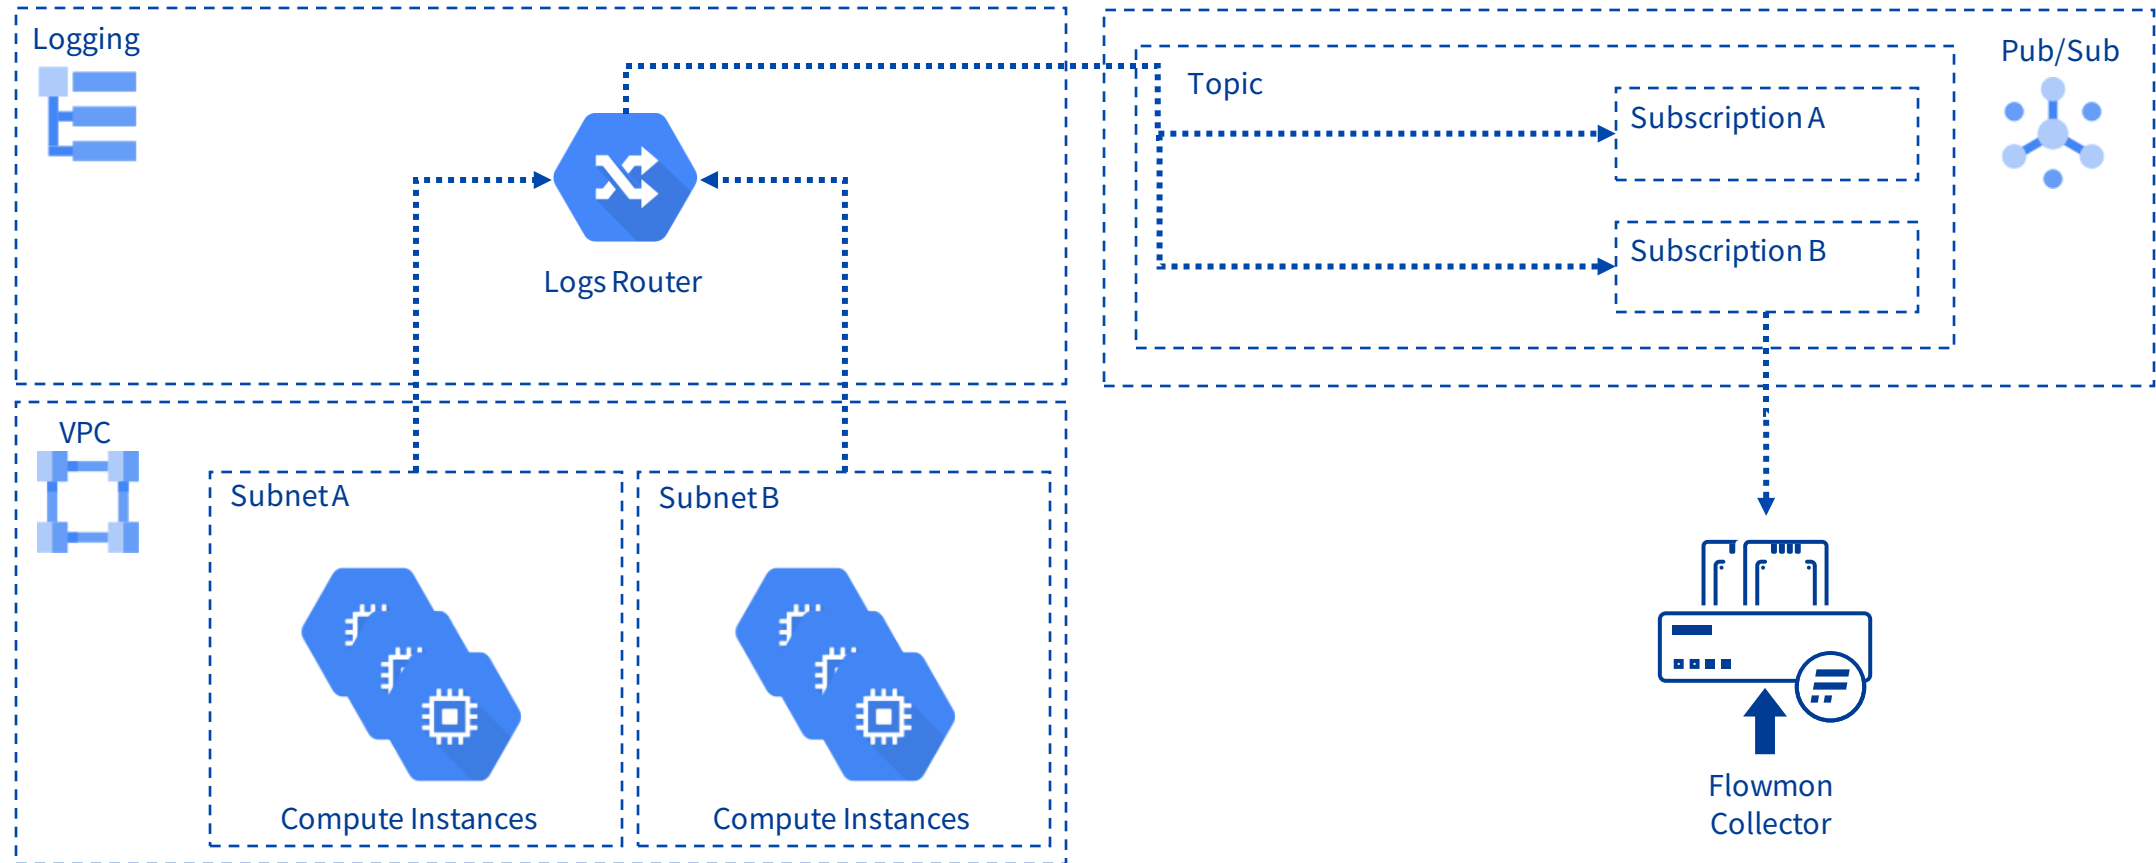 Logging
Logs Router
Pub/Sub
Topic
Subscription A
Subscription B
VPC
Subnet A
Compute Instances
Subnet B
Compute Instances
Flowmon
Collector